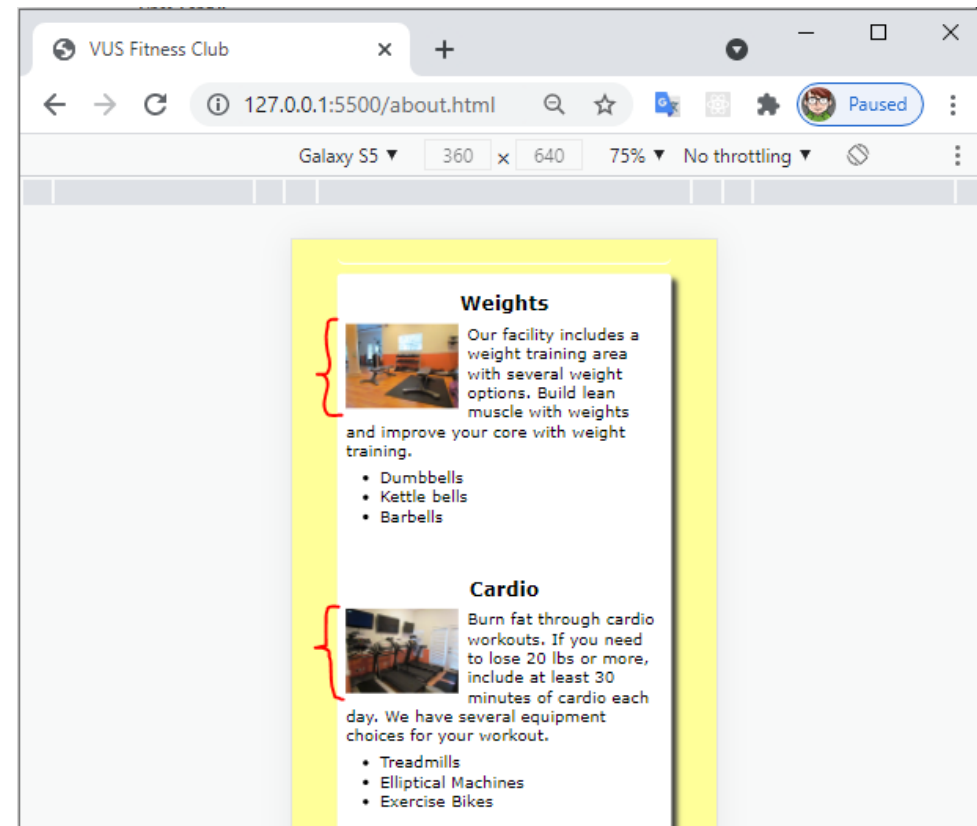 VUS Fitness Club
127.0.0.1:5500/about.html
Paused
Galaxy S5 ▼ 360 x 640 75% ▼ No throttling ▼
Weights
Our facility includes a
weight training area
with several weight
options. Build lean
muscle with weights
and improve your core with weight
training.
• Dumbbells
• Kettle bells
• Barbells
Cardio
Burn fat through cardio
workouts. If you need
to lose 20 lbs or more,
include at least 30
minutes of cardio each
day. We have several equipment
choices for your workout.
• Treadmills
• Elliptical Machines
• Exercise Bikes